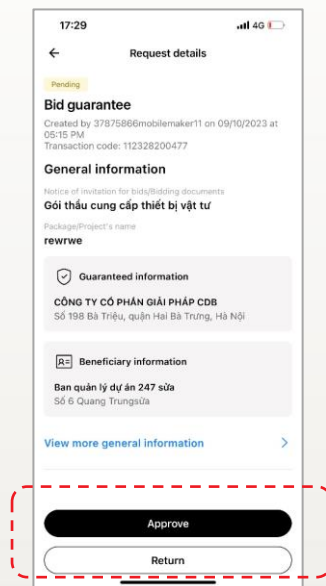 17:29
4G
Request details
Pending
Bid guarantee
Created by 37875866mobilemaker11 on 09/10/2023 at
05:15 PM
Transaction code: 112328200477
General information
Notice of invitation for bids/Bidding documents
Gói thầu cung cấp thiết bị vật tư
Package/Project's name
rewrwe
Guaranteed information
CÔNG TY CÓ PHẦN GIẢI PHÁP CDB
Số 198 Bà Triệu, quận Hai Bà Trưng, Hà Nội
Beneficiary information
Ban quản lý dự án 247 sửa
Số 6 Quang Trungsửa
View more general information
Approve
Return